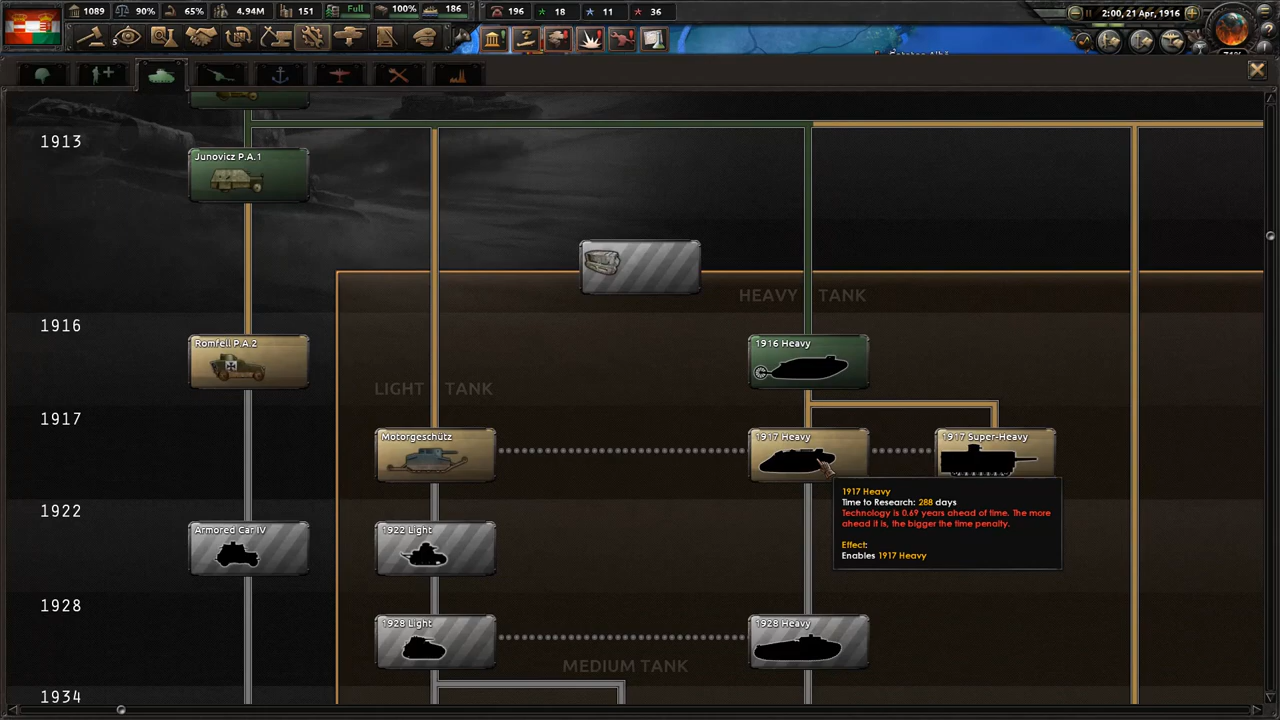 1089 90% 65% 4.94M 151 Full 100% 186 196 18 11 36 2:00, 21 Apr, 1916
1913
Junovicz P.A.1
HEAVY TANK
1916
Romfell P.A.2
1916 Heavy
LIGHT TANK
1917
Motorgeschütz
1917 Heavy
1917 Super-Heavy
1917 Heavy
Time to Research: 288 days
Technology is 0.69 years ahead of time. The more
ahead it is, the bigger the time penalty.
Effect:
Enables 1917 Heavy
1922
Armored Car IV
1922 Light
1928
1928 Light
1928 Heavy
MEDIUM TANK
1934